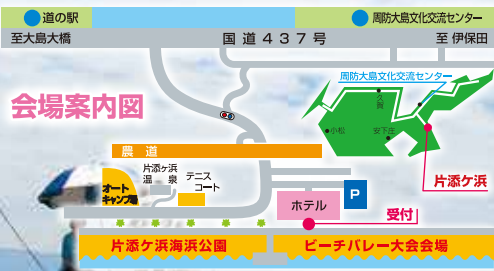 道の駅
周防大島文化交流センター
至大島大橋
国道437号
至 伊保田
会場案内図
周防大島文化交流センター
久賀
小松
安下庄
片添ケ浜
農道
片添ケ浜
温泉
テニス
コート
オート
キャンプ場
ホテル
P
受付
片添ケ浜海浜公園
ビーチバレー大会会場